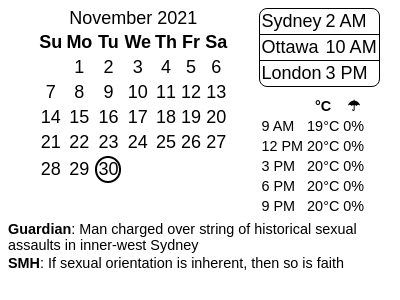 November 2021
Su Mo Tu We Th Fr Sa
1 2 3 4 5 6
7 8 9 10 11 12 13
14 15 16 17 18 19 20
21 22 23 24 25 26 27
28 29 30
Sydney 2 AM
Ottawa 10 AM
London 3 PM
°C ☂
9 AM 19°C 0%
12 PM 20°C 0%
3 PM 20°C 0%
6 PM 20°C 0%
9 PM 20°C 0%
Guardian: Man charged over string of historical sexual
assaults in inner-west Sydney
SMH: If sexual orientation is inherent, then so is faith